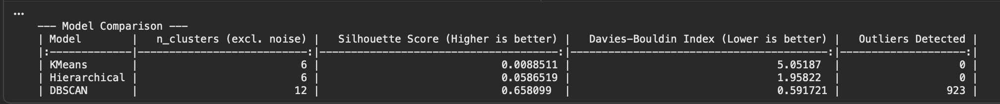 ...
--- Model Comparison ---
| Model        |   n_clusters (excl. noise) |   Silhouette Score (Higher is better) |   Davies-Bouldin Index (Lower is better) |   Outliers Detected |
|:-------------|---------------------------:|--------------------------------------:|-----------------------------------------:|--------------------:|
| KMeans       |                          6 |                             0.0088511 |                                 5.05187  |                   0 |
| Hierarchical |                          6 |                             0.0586519 |                                 1.95822  |                   0 |
| DBSCAN       |                         12 |                             0.658099  |                                 0.591721 |                 923 |